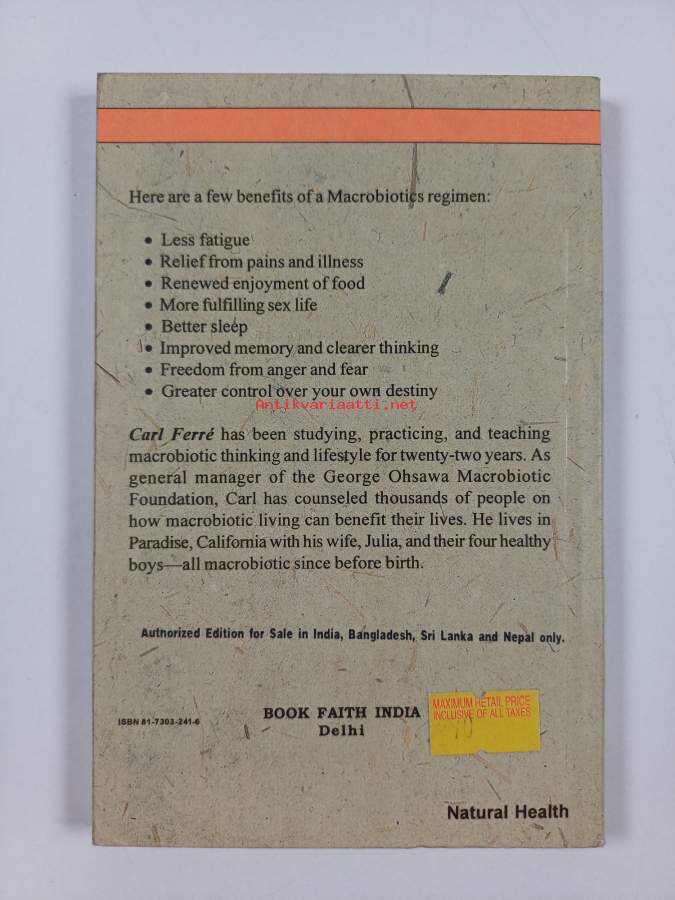 Here are a few benefits of a Macrobiotics regimen:
• Less fatigue
• Relief from pains and illness
• Renewed enjoyment of food
• More fulfilling sex life
• Better sleep
• Improved memory and clearer thinking
• Freedom from anger and fear
• Greater control over your own destiny
Antikvariaatti.net
Carl Ferré has been studying, practicing, and teaching
macrobiotic thinking and lifestyle for twenty-two years. As
general manager of the George Ohsawa Macrobiotic
Foundation, Carl has counseled thousands of people on
how macrobiotic living can benefit their lives. He lives in
Paradise, California with his wife, Julia, and their four healthy
boys—all macrobiotic since before birth.
Authorized Edition for Sale in India, Bangladesh, Sri Lanka and Nepal only.
ISBN 81-7303-241-6
BOOK FAITH INDIA
Delhi
MAXIMUM RETAIL PRICE
INCLUSIVE OF ALL TAXES
Natural Health